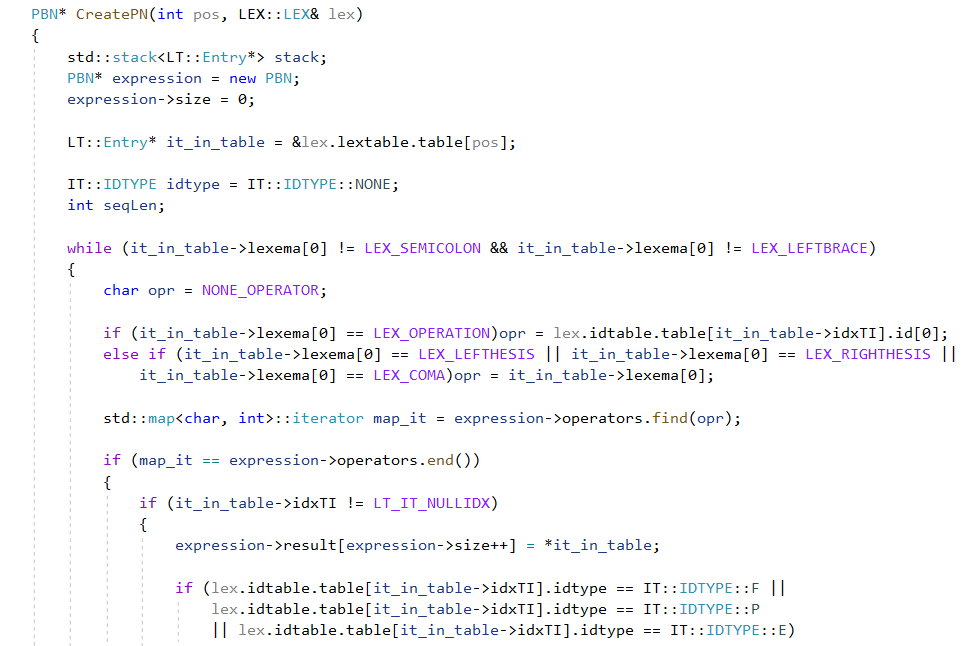 PBN* CreatePN(int pos, LEX::LEX& lex)
{
    std::stack<LT::Entry*> stack;
    PBN* expression = new PBN;
    expression->size = 0;

    LT::Entry* it_in_table = &lex.lextable.table[pos];

    IT::IDTYPE idtype = IT::IDTYPE::NONE;
    int seqLen;

    while (it_in_table->lexema[0] != LEX_SEMICOLON && it_in_table->lexema[0] != LEX_LEFTBRACE)
    {
        char opr = NONE_OPERATOR;

        if (it_in_table->lexema[0] == LEX_OPERATION)opr = lex.idtable.table[it_in_table->idxTI].id[0];
        else if (it_in_table->lexema[0] == LEX_LEFTHESIS || it_in_table->lexema[0] == LEX_RIGHTHESIS ||
            it_in_table->lexema[0] == LEX_COMA)opr = it_in_table->lexema[0];

        std::map<char, int>::iterator map_it = expression->operators.find(opr);

        if (map_it == expression->operators.end())
        {
            if (it_in_table->idxTI != LT_IT_NULLIDX)
            {
                expression->result[expression->size++] = *it_in_table;

                if (lex.idtable.table[it_in_table->idxTI].idtype == IT::IDTYPE::F ||
                    lex.idtable.table[it_in_table->idxTI].idtype == IT::IDTYPE::P
                    || lex.idtable.table[it_in_table->idxTI].idtype == IT::IDTYPE::E)